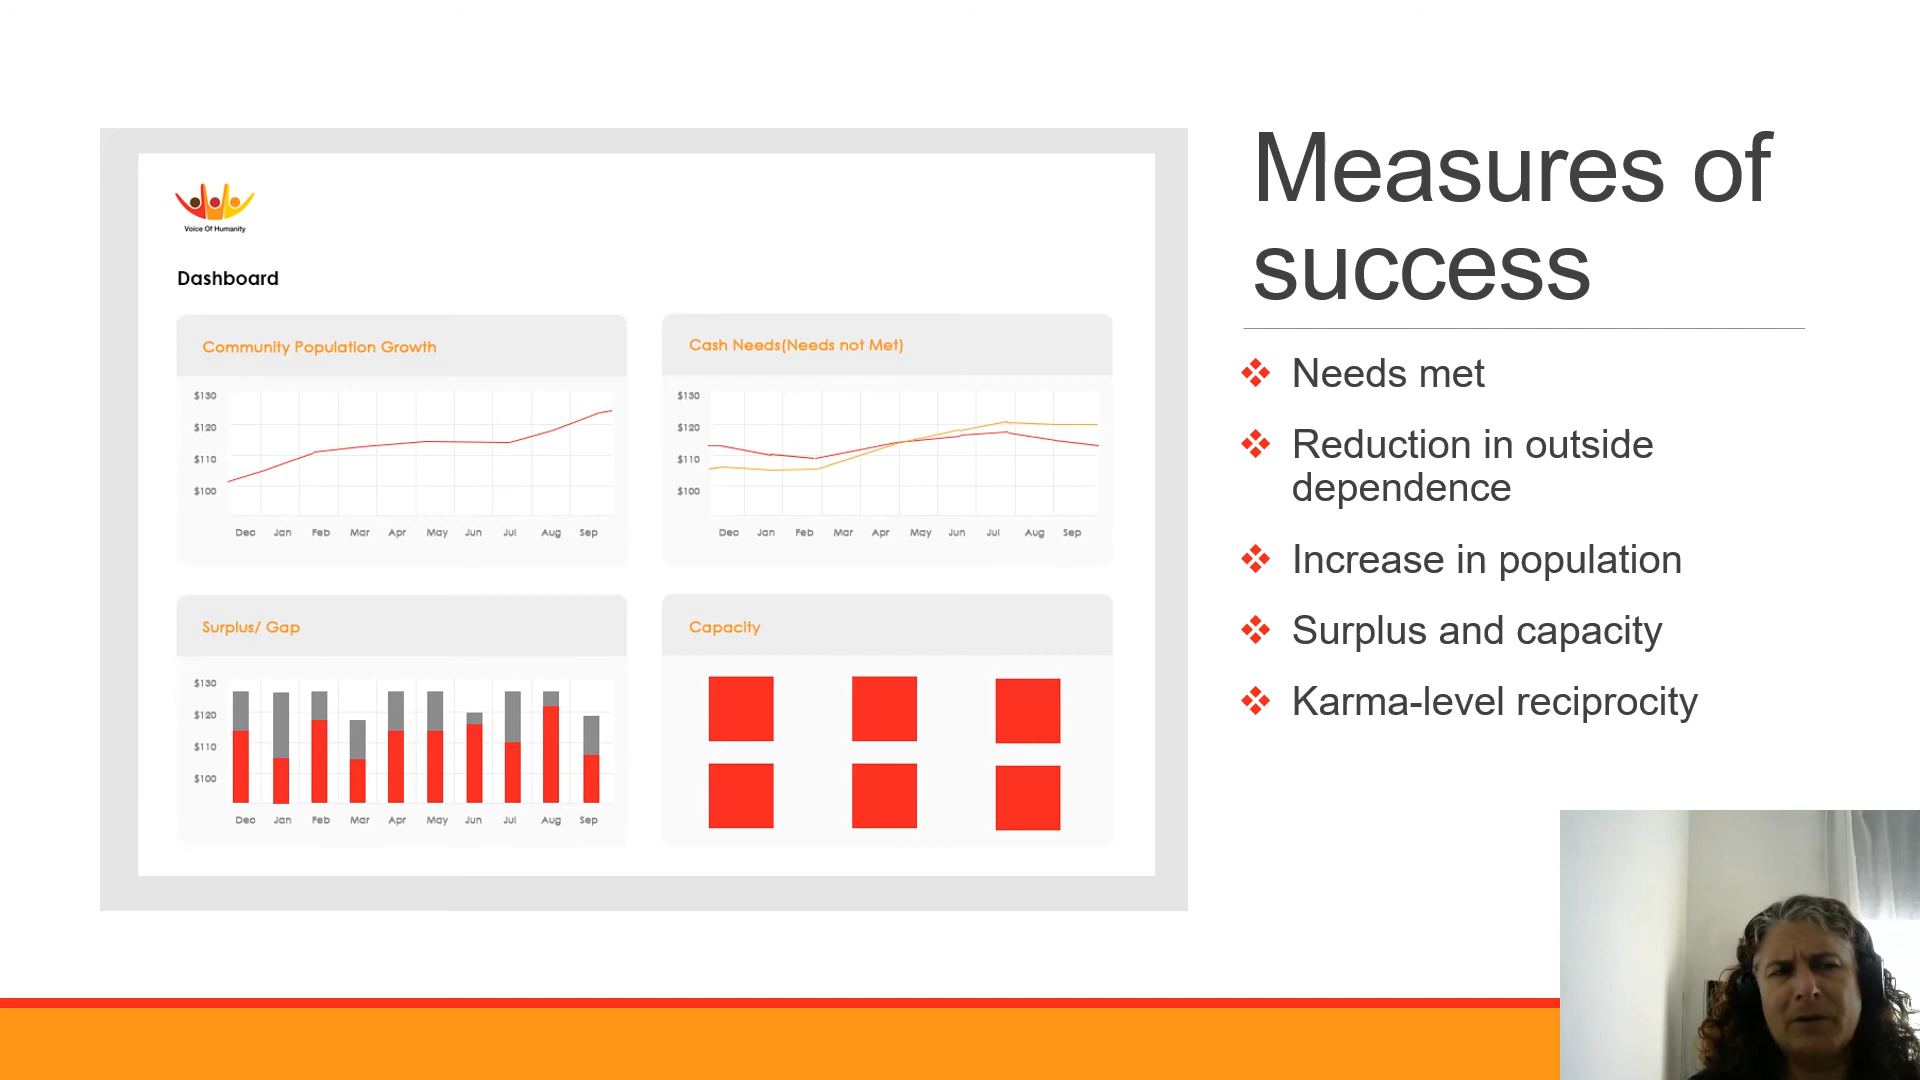 Measures of
success
Voice Of Humanity
Dashboard
Community Population Growth
$130
$120
$110
$100
Dec Jan Feb Mar Apr May Jun Jul Aug Sep
Cash Needs(Needs not Met)
$130
$120
$110
$100
Dec Jan Feb Mar Apr May Jun Jul Aug Sep
Surplus/ Gap
$130
$120
$110
$100
Dec Jan Feb Mar Apr May Jun Jul Aug Sep
Capacity
Needs met
Reduction in outside
dependence
Increase in population
Surplus and capacity
Karma-level reciprocity